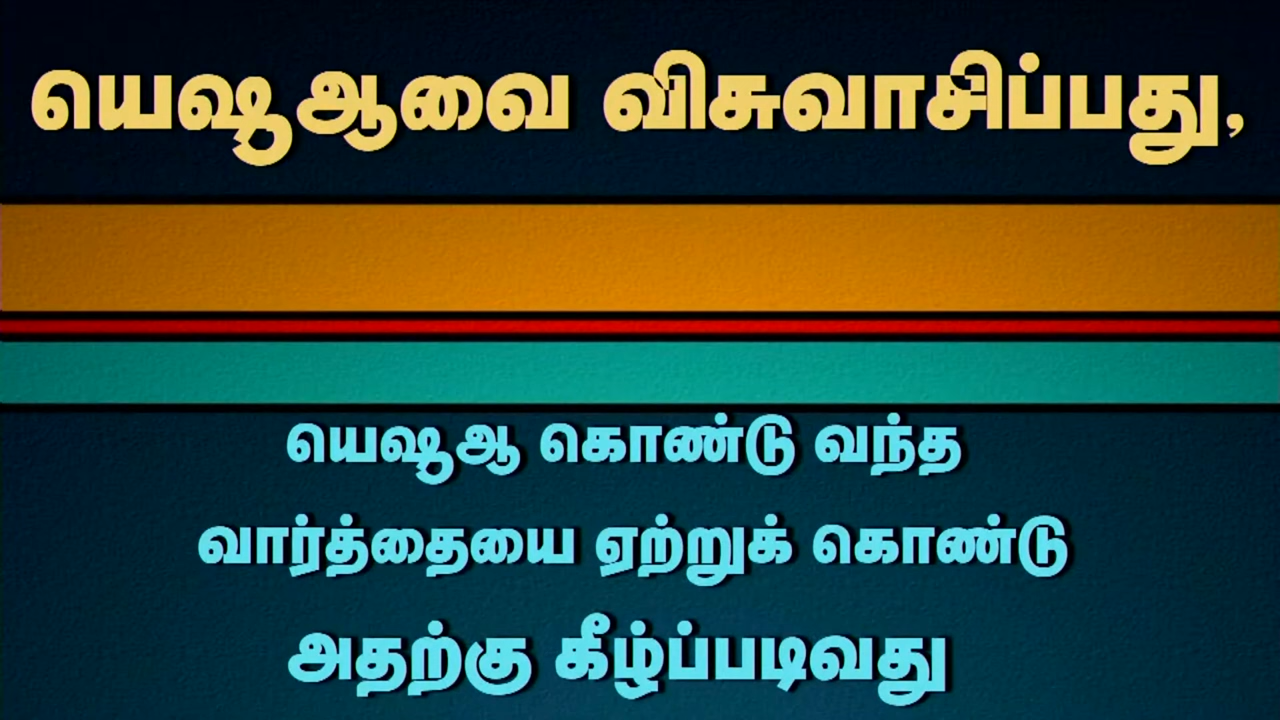 யெஷூஆவை விசுவாசிப்பது,
யெஷூஆ கொண்டு வந்த
வார்த்தையை ஏற்றுக் கொண்டு
அதற்கு கீழ்ப்படிவது